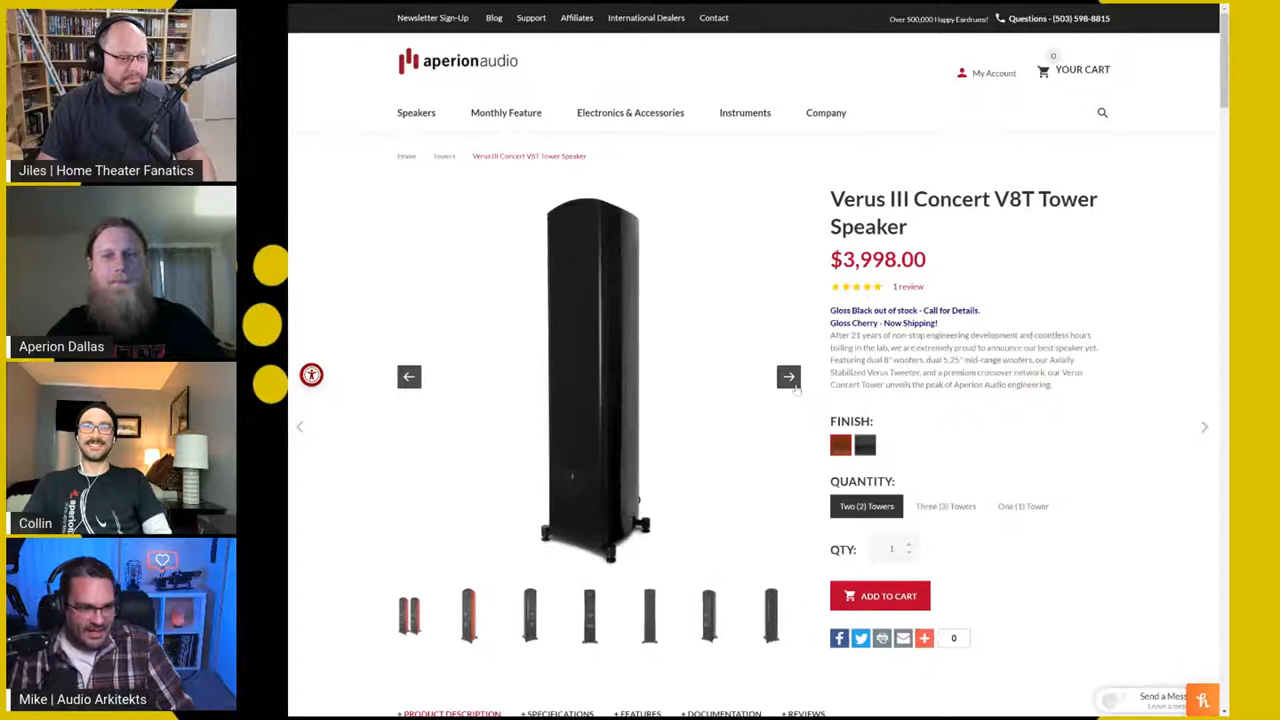 Newsletter Sign-Up
Blog
Support
Affiliates
International Dealers
Contact
Over 500,000 Happy Eardrums!
Questions - (503) 598-8815
aperionaudio
My Account
0
YOUR CART
Speakers
Monthly Feature
Electronics & Accessories
Instruments
Company
Home
Towers
Verus III Concert V8T Tower Speaker
Verus III Concert V8T Tower
Speaker
$3,998.00
1 review
Gloss Black out of stock - Call for Details.
Gloss Cherry - Now Shipping!
After 21 years of non-stop engineering development and countless hours
toiling in the lab, we are extremely proud to announce our best speaker yet.
Featuring dual 8" woofers, dual 5.25" mid-range woofers, our Axially
Stabilized Verus Tweeter, and a premium crossover network, our Verus
Concert Tower unveils the peak of Aperion Audio engineering.
FINISH:
QUANTITY:
Two (2) Towers
Three (3) Towers
One (1) Tower
QTY:
1
ADD TO CART
0
+ PRODUCT DESCRIPTION
+ SPECIFICATIONS
+ FEATURES
+ DOCUMENTATION
+ REVIEWS
Send a Mess
Leave a mess
Jiles | Home Theater Fanatics
Aperion Dallas
Collin
Mike | Audio Arkitekts